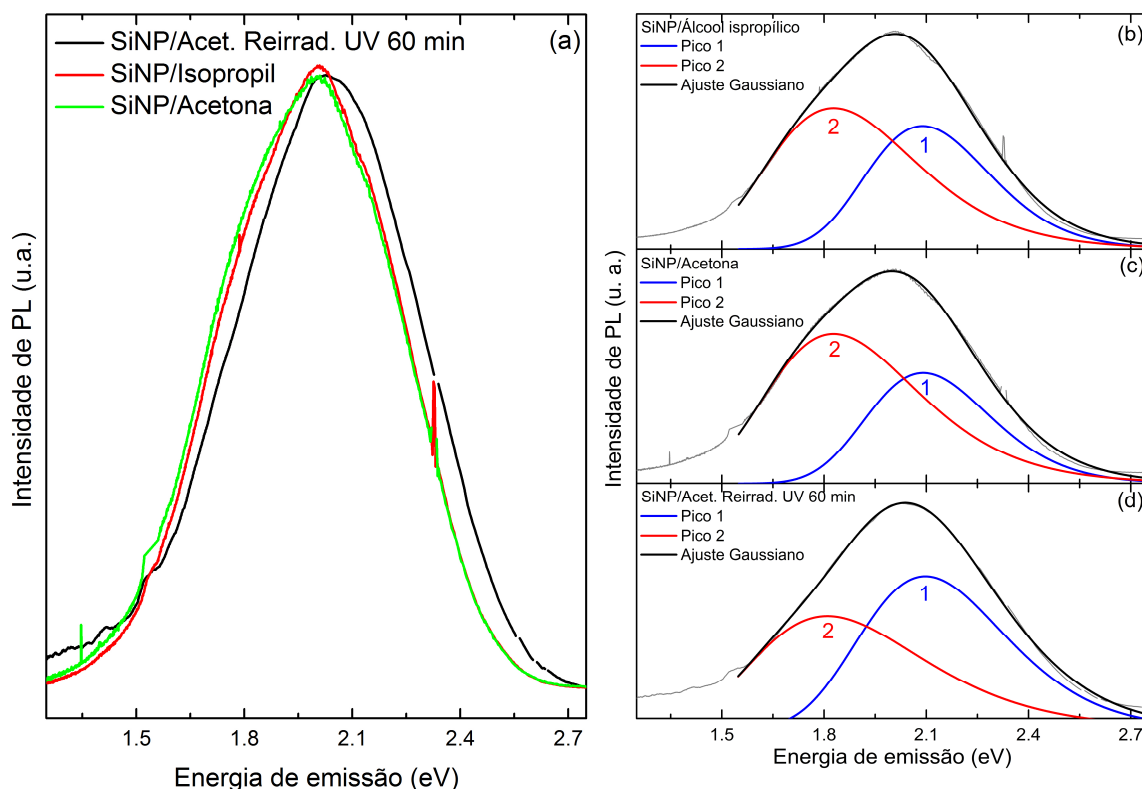 SiNP/Acet. Reirrad. UV 60 min
(a)
SiNP/Isopropil
SiNP/Acetona
Intensidade de PL (u.a.)
1.5 1.8 2.1 2.4 2.7
Energia de emissão (eV)
SiNP/Álcool ispropílico
(b)
Pico 1
Pico 2
Ajuste Gaussiano
2
1
SiNP/Acetona
(c)
Pico 1
Pico 2
Ajuste Gaussiano
2
1
SiNP/Acet. Reirrad. UV 60 min
(d)
Pico 1
Pico 2
Ajuste Gaussiano
2
1
Intensidade de PL (u. a.)
1.5 1.8 2.1 2.4 2.7
Energia de emissão (eV)